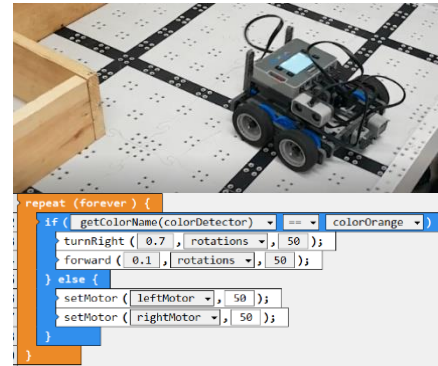 repeat (forever ) {
if ( getColorName(colorDetector) == colorOrange )
turnRight ( 0.7 , rotations , 50 );
forward ( 0.1 , rotations , 50 );
} else {
setMotor ( leftMotor , 50 );
setMotor ( rightMotor , 50 );
}
}